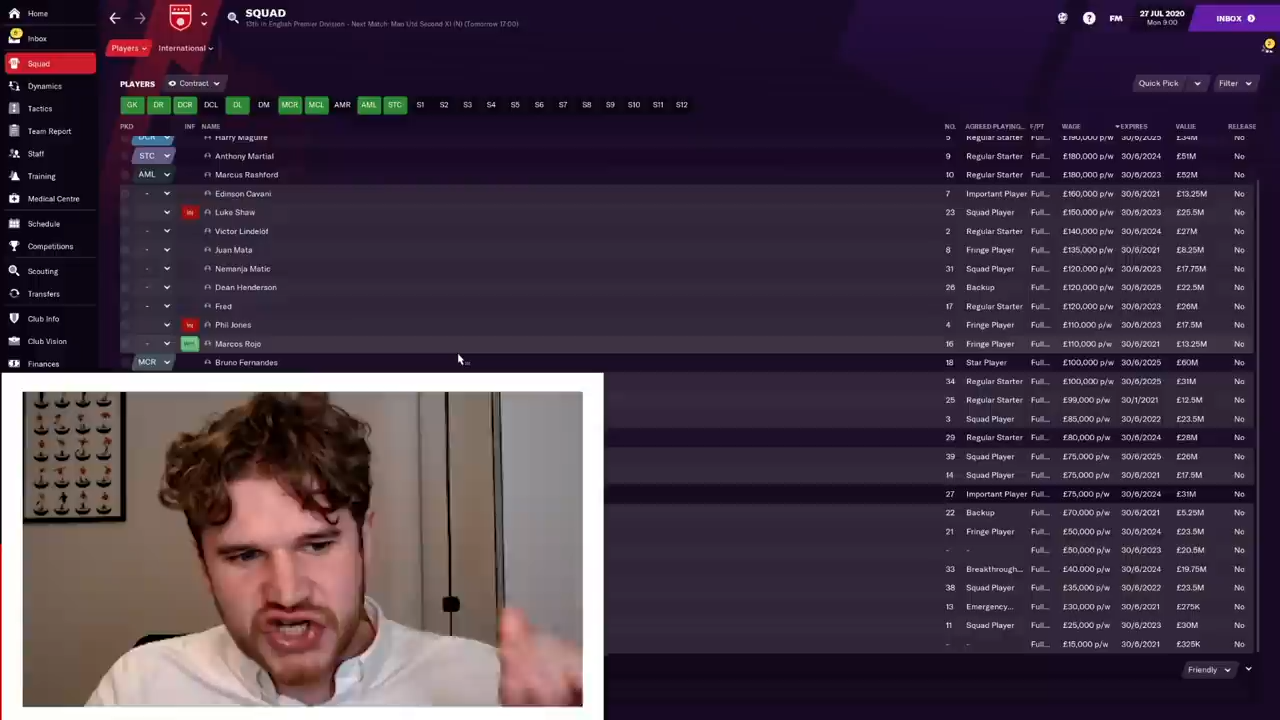 Home
SQUAD
13th in English Premier Division - Next Match: Man Utd Second XI (N) (Tomorrow 17:00)
FM
27 JUL 2020
Mon 9:00
INBOX
6
Inbox
2
Squad
Players
International
Dynamics
PLAYERS
Contract
Quick Pick
Filter
Tactics
GK DR DCR DCL DL DM MCR MCL AMR AML STC S1 S2 S3 S4 S5 S6 S7 S8 S9 S10 S11 S12
Team Report
PKD INF NAME NO. AGREED PLAYING... F/PT WAGE EXPIRES VALUE RELEASE
DCR Harry Maguire 5 Regular Starter Full... £190,000 p/w 30/6/2025 £34M No
Staff
STC Anthony Martial 9 Regular Starter Full... £180,000 p/w 30/6/2024 £51M No
Training
AML Marcus Rashford 10 Regular Starter Full... £180,000 p/w 30/6/2023 £52M No
Medical Centre
- Edinson Cavani 7 Important Player Full... £160,000 p/w 30/6/2021 £13.25M No
Luke Shaw 23 Squad Player Full... £150,000 p/w 30/6/2023 £25.5M No
Schedule
- Victor Lindelöf 2 Regular Starter Full... £140,000 p/w 30/6/2024 £27M No
Competitions
- Juan Mata 8 Fringe Player Full... £135,000 p/w 30/6/2021 £8.25M No
Scouting
- Nemanja Matic 31 Squad Player Full... £120,000 p/w 30/6/2023 £17.75M No
Transfers
- Dean Henderson 26 Backup Full... £120,000 p/w 30/6/2025 £22.5M No
- Fred 17 Regular Starter Full... £120,000 p/w 30/6/2023 £26M No
Club Info
Phil Jones 4 Fringe Player Full... £110,000 p/w 30/6/2023 £17.5M No
Club Vision
- Marcos Rojo 16 Fringe Player Full... £110,000 p/w 30/6/2021 £13.25M No
Finances
MCR Bruno Fernandes 18 Star Player Full... £100,000 p/w 30/6/2025 £60M No
34 Regular Starter Full... £100,000 p/w 30/6/2025 £31M No
25 Regular Starter Full... £99,000 p/w 30/1/2021 £12.5M No
3 Squad Player Full... £85,000 p/w 30/6/2022 £23.5M No
29 Regular Starter Full... £80,000 p/w 30/6/2024 £28M No
39 Squad Player Full... £75,000 p/w 30/6/2025 £26M No
14 Squad Player Full... £75,000 p/w 30/6/2021 £17.5M No
27 Important Player Full... £75,000 p/w 30/6/2024 £31M No
22 Backup Full... £70,000 p/w 30/6/2021 £5.25M No
21 Fringe Player Full... £50,000 p/w 30/6/2021 £23.5M No
- - Full... £50,000 p/w 30/6/2023 £20.5M No
33 Breakthrough... Full... £40,000 p/w 30/6/2024 £19.75M No
38 Squad Player Full... £35,000 p/w 30/6/2022 £23.5M No
13 Emergency... Full... £30,000 p/w 30/6/2021 £275K No
11 Squad Player Full... £25,000 p/w 30/6/2023 £30M No
- - Full... £15,000 p/w 30/6/2021 £325K No
Friendly